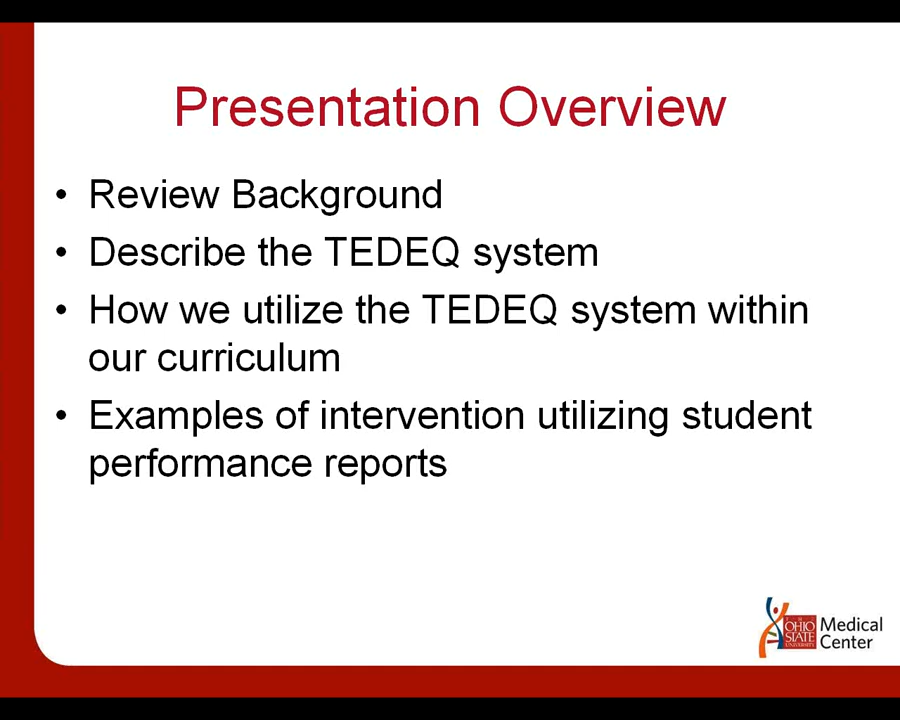 Presentation Overview
• Review Background
• Describe the TEDEQ system
• How we utilize the TEDEQ system within
our curriculum
• Examples of intervention utilizing student
performance reports
THE
OHIO
STATE
UNIVERSITY
Medical
Center